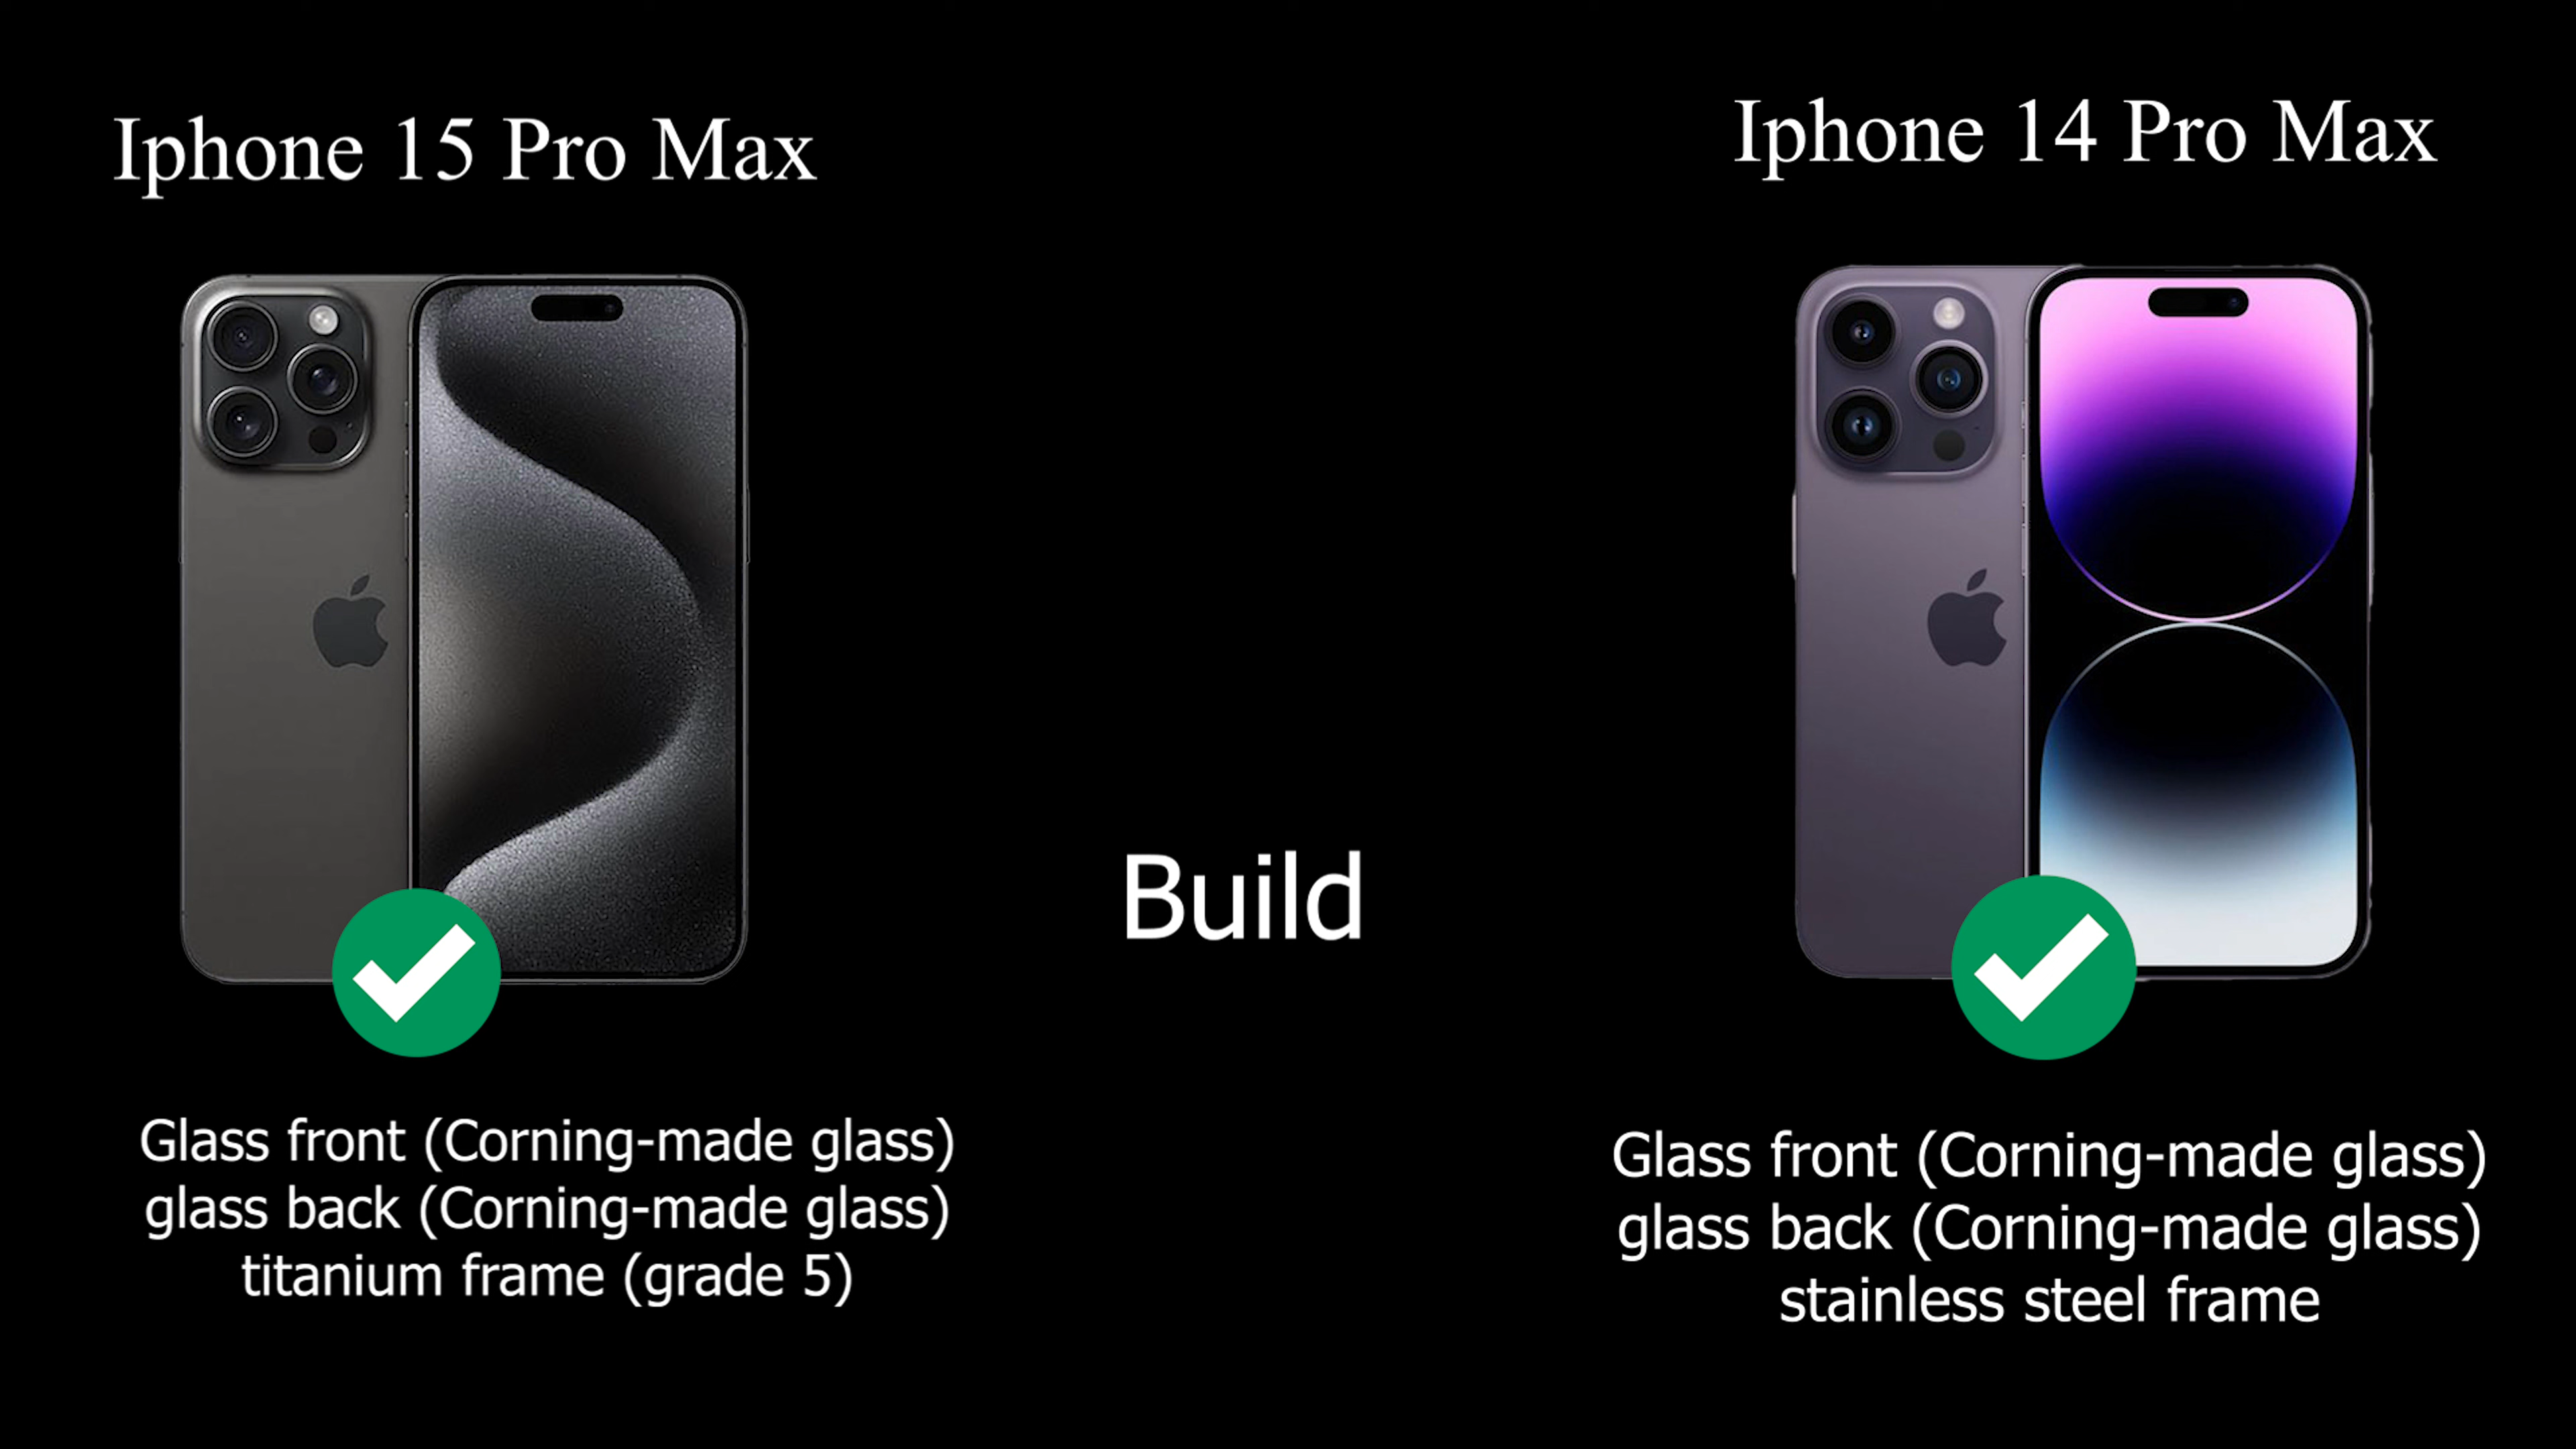 Iphone 15 Pro Max
Iphone 14 Pro Max
Build
Glass front (Corning-made glass)
glass back (Corning-made glass)
titanium frame (grade 5)
Glass front (Corning-made glass)
glass back (Corning-made glass)
stainless steel frame